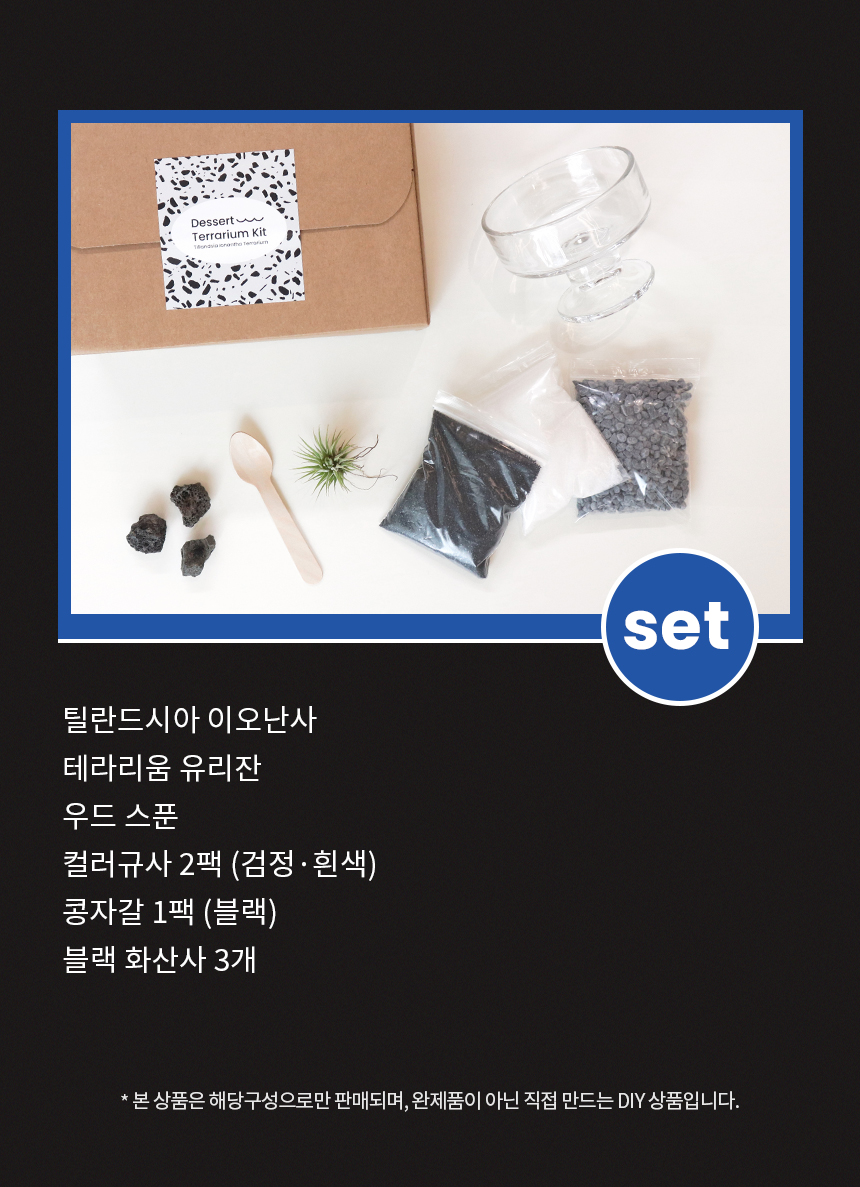 Dessert
Terrarium Kit
Tillandsia ionantha Terrarium
set
틸란드시아 이오난사
테라리움 유리잔
우드 스푼
컬러규사 2팩 (검정·흰색)
콩자갈 1팩 (블랙)
블랙 화산사 3개
* 본 상품은 해당구성으로만 판매되며, 완제품이 아닌 직접 만드는 DIY 상품입니다.